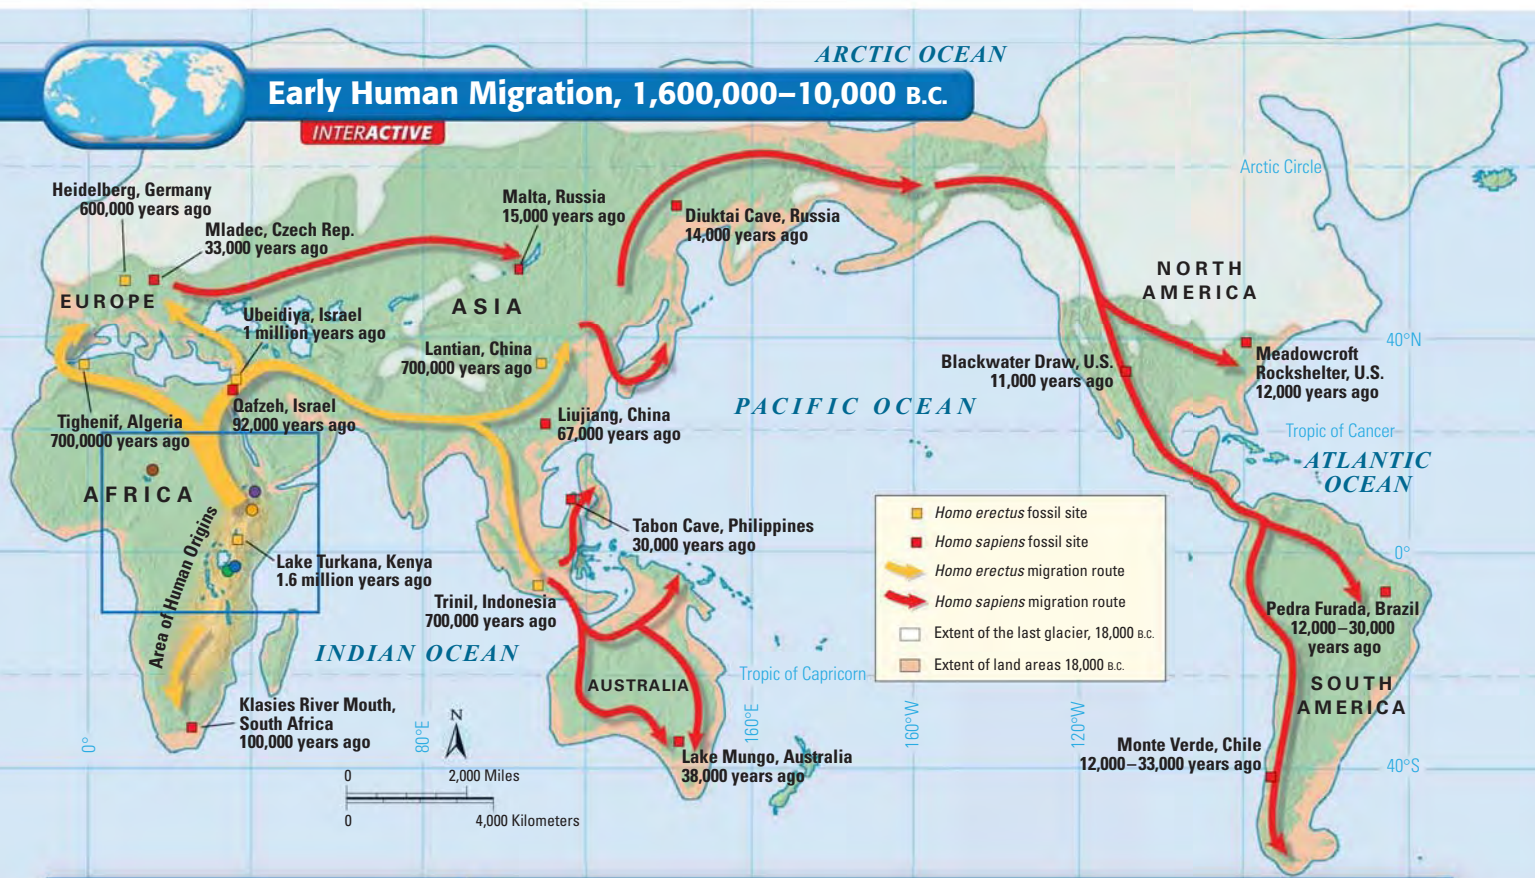 ARCTIC OCEAN
Early Human Migration, 1,600,000–10,000 B.C.
INTERACTIVE
Arctic Circle
Heidelberg, Germany
600,000 years ago
Mladec, Czech Rep.
33,000 years ago
Malta, Russia
15,000 years ago
Diuktai Cave, Russia
14,000 years ago
NORTH
AMERICA
EUROPE
ASIA
Ubeidiya, Israel
1 million years ago
Lantian, China
700,000 years ago
40°N
Blackwater Draw, U.S.
11,000 years ago
Meadowcroft
Rockshelter, U.S.
12,000 years ago
Qafzeh, Israel
92,000 years ago
Tighenif, Algeria
700,0000 years ago
Liujiang, China
67,000 years ago
PACIFIC OCEAN
Tropic of Cancer
ATLANTIC
OCEAN
AFRICA
Area of Human Origins
Tabon Cave, Philippines
30,000 years ago
Lake Turkana, Kenya
1.6 million years ago
Trinil, Indonesia
700,000 years ago
Homo erectus fossil site
Homo sapiens fossil site
Homo erectus migration route
Homo sapiens migration route
Extent of the last glacier, 18,000 B.C.
Extent of land areas 18,000 B.C.
0°
Pedra Furada, Brazil
12,000–30,000
years ago
INDIAN OCEAN
Tropic of Capricorn
AUSTRALIA
SOUTH
AMERICA
Klasies River Mouth,
South Africa
100,000 years ago
0°
80°E
160°E
160°W
120°W
N
Lake Mungo, Australia
38,000 years ago
Monte Verde, Chile
12,000–33,000 years ago
40°S
0
2,000 Miles
0
4,000 Kilometers